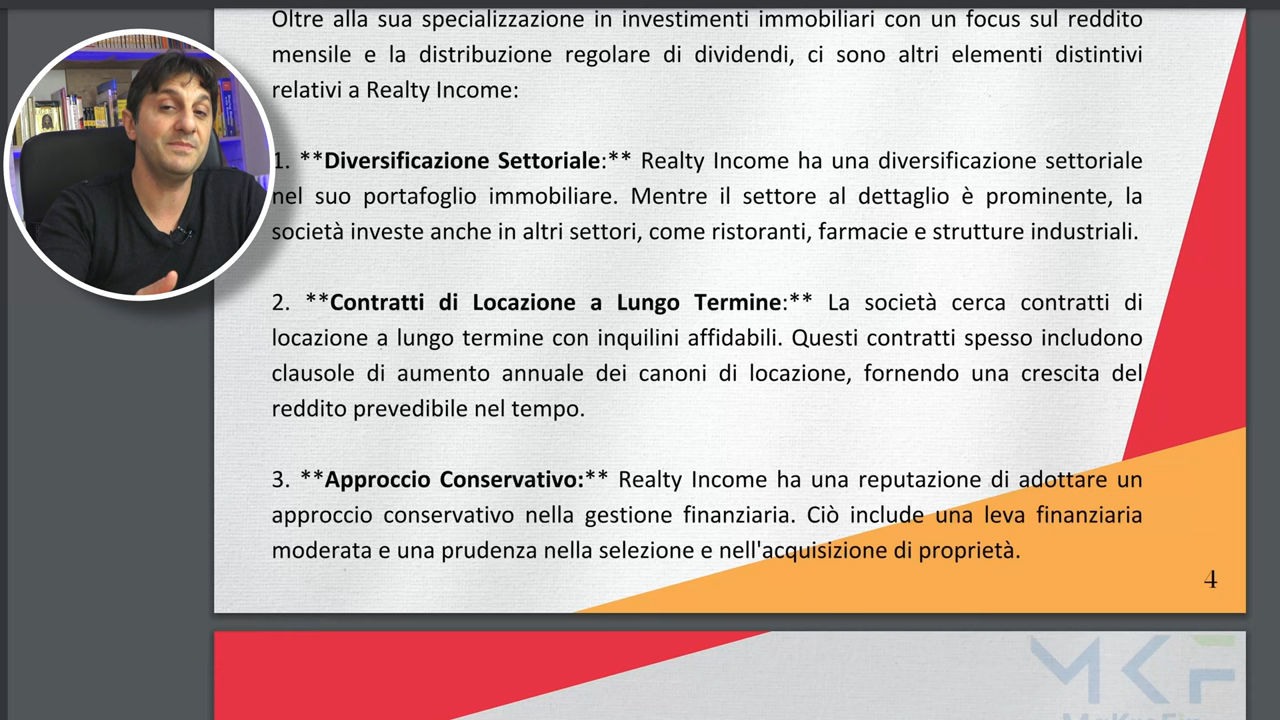 Oltre alla sua specializzazione in investimenti immobiliari con un focus sul reddito
mensile e la distribuzione regolare di dividendi, ci sono altri elementi distintivi
relativi a Realty Income:
1. **Diversificazione Settoriale:** Realty Income ha una diversificazione settoriale
nel suo portafoglio immobiliare. Mentre il settore al dettaglio è prominente, la
società investe anche in altri settori, come ristoranti, farmacie e strutture industriali.
2. **Contratti di Locazione a Lungo Termine:** La società cerca contratti di
locazione a lungo termine con inquilini affidabili. Questi contratti spesso includono
clausole di aumento annuale dei canoni di locazione, fornendo una crescita del
reddito prevedibile nel tempo.
3. **Approccio Conservativo:** Realty Income ha una reputazione di adottare un
approccio conservativo nella gestione finanziaria. Ciò include una leva finanziaria
moderata e una prudenza nella selezione e nell'acquisizione di proprietà.
4
MKF